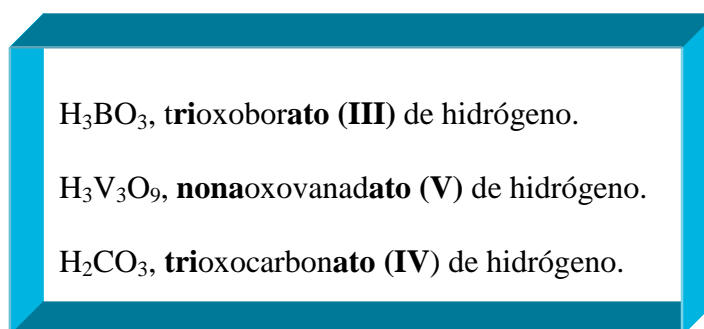 H₃BO₃, trioxoborato (III) de hidrógeno.
H₃V₃O₉, nonaoxovanadato (V) de hidrógeno.
H₂CO₃, trioxocarbonato (IV) de hidrógeno.